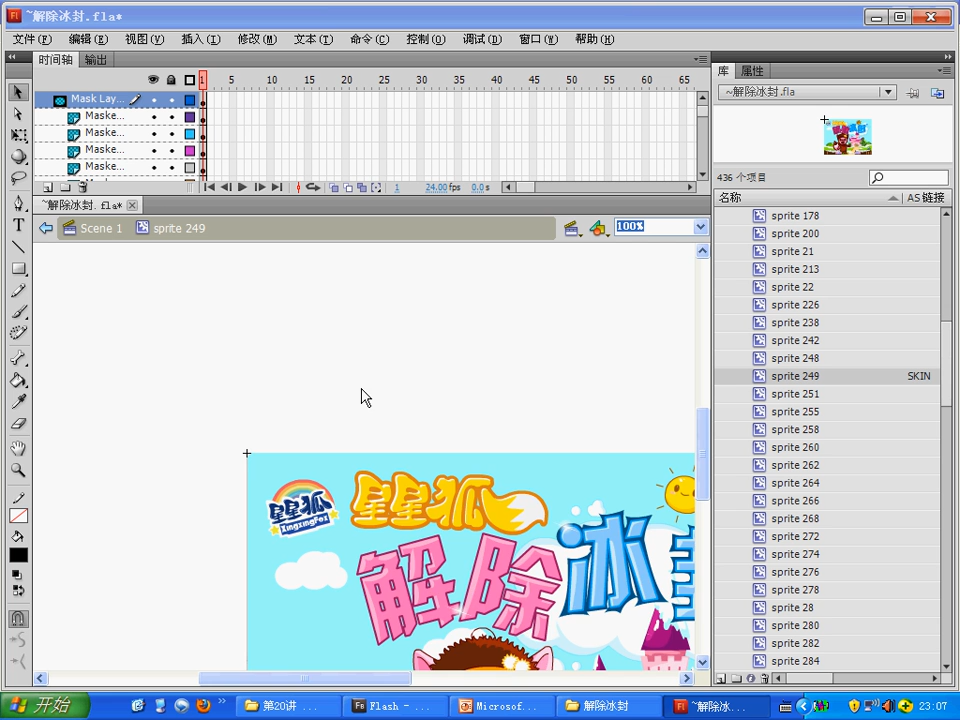 ~解除冰封.fla*
文件(F) 编辑(E) 视图(V) 插入(I) 修改(M) 文本(T) 命令(C) 控制(O) 调试(D) 窗口(W) 帮助(H)
时间轴 输出
1 5 10 15 20 25 30 35 40 45 50 55 60 65
Mask Lay...
Maske...
Maske...
Maske...
Maske...
1 24.00 fps 0.0s
~解除冰封.fla*
Scene 1 sprite 249 100%
星星狐
XingXingFox
星星狐
解除冰封
库 属性
~解除冰封.fla
436 个项目
名称 AS 链接
sprite 178
sprite 200
sprite 21
sprite 213
sprite 22
sprite 226
sprite 238
sprite 242
sprite 248
sprite 249 SKIN
sprite 251
sprite 255
sprite 258
sprite 260
sprite 262
sprite 264
sprite 266
sprite 268
sprite 272
sprite 274
sprite 276
sprite 278
sprite 28
sprite 280
sprite 282
sprite 284
开始 第20讲 ... Flash - ... Microsof... 解除冰封 ~解除冰... 23:07